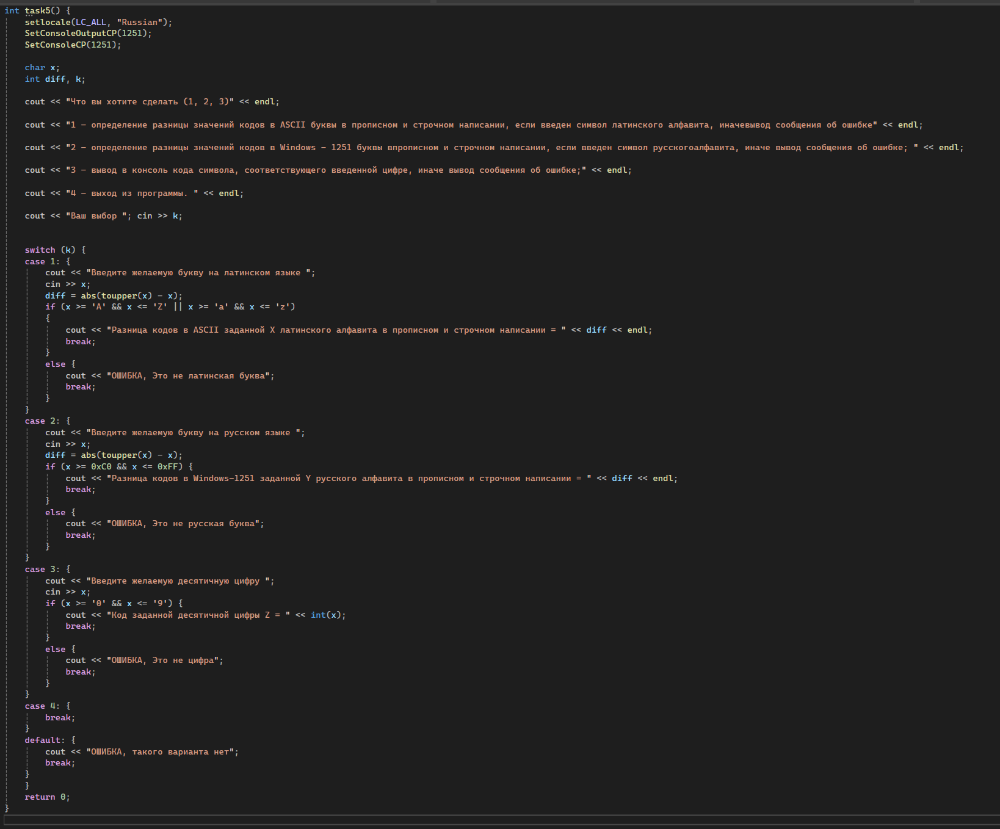 int task5() {
setlocale(LC_ALL, "Russian");
SetConsoleOutputCP(1251);
SetConsoleCP(1251);
char x;
int diff, k;
cout << "Что вы хотите сделать (1, 2, 3)" << endl;
cout << "1 – определение разницы значений кодов в ASCII буквы в прописном и строчном написании, если введен символ латинского алфавита, иначевывод сообщения об ошибке" << endl;
cout << "2 – определение разницы значений кодов в Windows - 1251 буквы впрописном и строчном написании, если введен символ русскогоалфавита, иначе вывод сообщения об ошибке; " << endl;
cout << "3 – вывод в консоль кода символа, соответствующего введенной цифре, иначе вывод сообщения об ошибке;" << endl;
cout << "4 – выход из программы. " << endl;
cout << "Ваш выбор "; cin >> k;
switch (k) {
case 1: {
cout << "Введите желаемую букву на латинском языке ";
cin >> x;
diff = abs(toupper(x) - x);
if (x >= 'A' && x <= 'Z' || x >= 'a' && x <= 'z')
{
cout << "Разница кодов в ASCII заданной X латинского алфавита в прописном и строчном написании = " << diff << endl;
break;
}
else {
cout << "ОШИБКА, Это не латинская буква";
break;
}
}
case 2: {
cout << "Введите желаемую букву на русском языке ";
cin >> x;
diff = abs(toupper(x) - x);
if (x >= 0xC0 && x <= 0xFF) {
cout << "Разница кодов в Windows-1251 заданной Y русского алфавита в прописном и строчном написании = " << diff << endl;
break;
}
else {
cout << "ОШИБКА, Это не русская буква";
break;
}
}
case 3: {
cout << "Введите желаемую десятичную цифру ";
cin >> x;
if (x >= '0' && x <= '9') {
cout << "Код заданной десятичной цифры Z = " << int(x);
break;
}
else {
cout << "ОШИБКА, Это не цифра";
break;
}
}
case 4: {
break;
}
default: {
cout << "ОШИБКА, такого варианта нет";
break;
}
}
return 0;
}